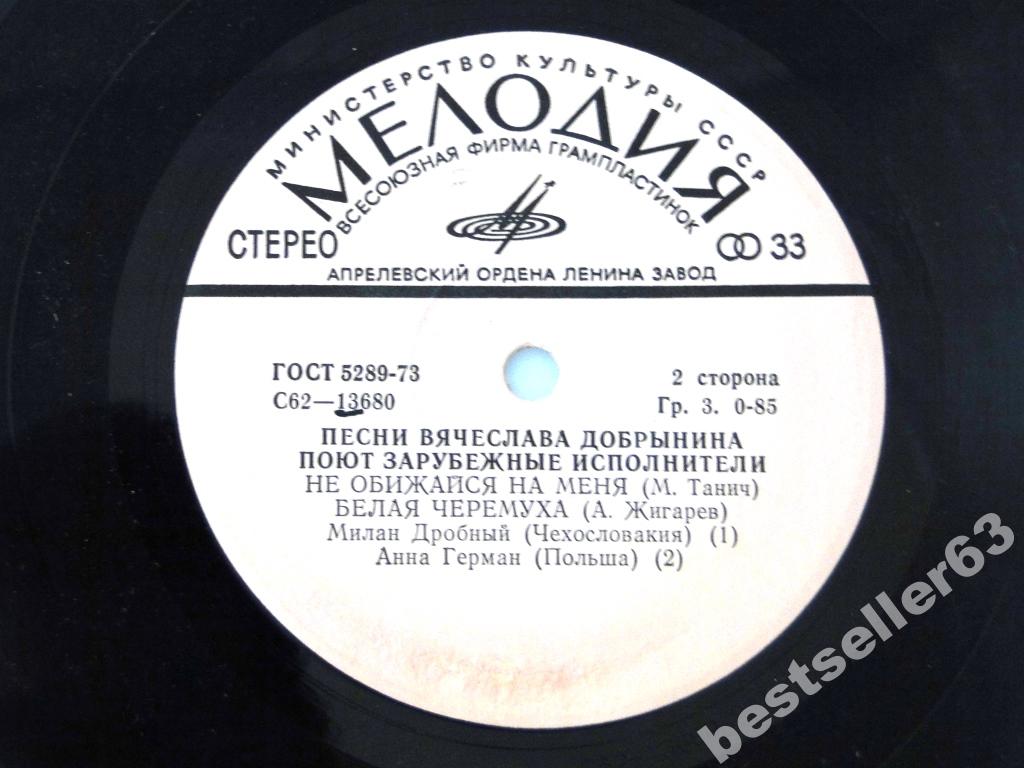 МИНИСТЕРСТВО КУЛЬТУРЫ СССР
МЕЛОДИЯ
ВСЕСОЮЗНАЯ ФИРМА ГРАМПЛАСТИНОК
СТЕРЕО 33
АПРЕЛЕВСКИЙ ОРДЕНА ЛЕНИНА ЗАВОД
ГОСТ 5289-73 2 сторона
С62—13680 Гр. 3. 0-85
ПЕСНИ ВЯЧЕСЛАВА ДОБРЫНИНА
ПОЮТ ЗАРУБЕЖНЫЕ ИСПОЛНИТЕЛИ
НЕ ОБИЖАЙСЯ НА МЕНЯ (М. Танич)
БЕЛАЯ ЧЕРЕМУХА (А. Жигарев)
Милан Дробный (Чехословакия) (1)
Анна Герман (Польша) (2)
bestseller63